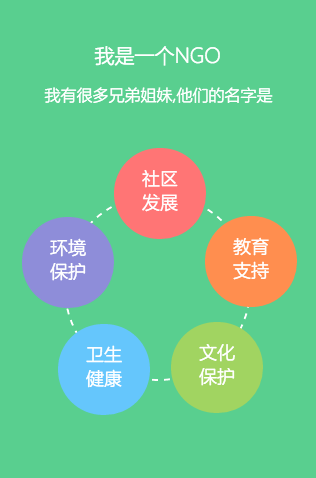 我是一个NGO
我有很多兄弟姐妹,他们的名字是
社区
发展
环境
保护
教育
支持
卫生
健康
文化
保护